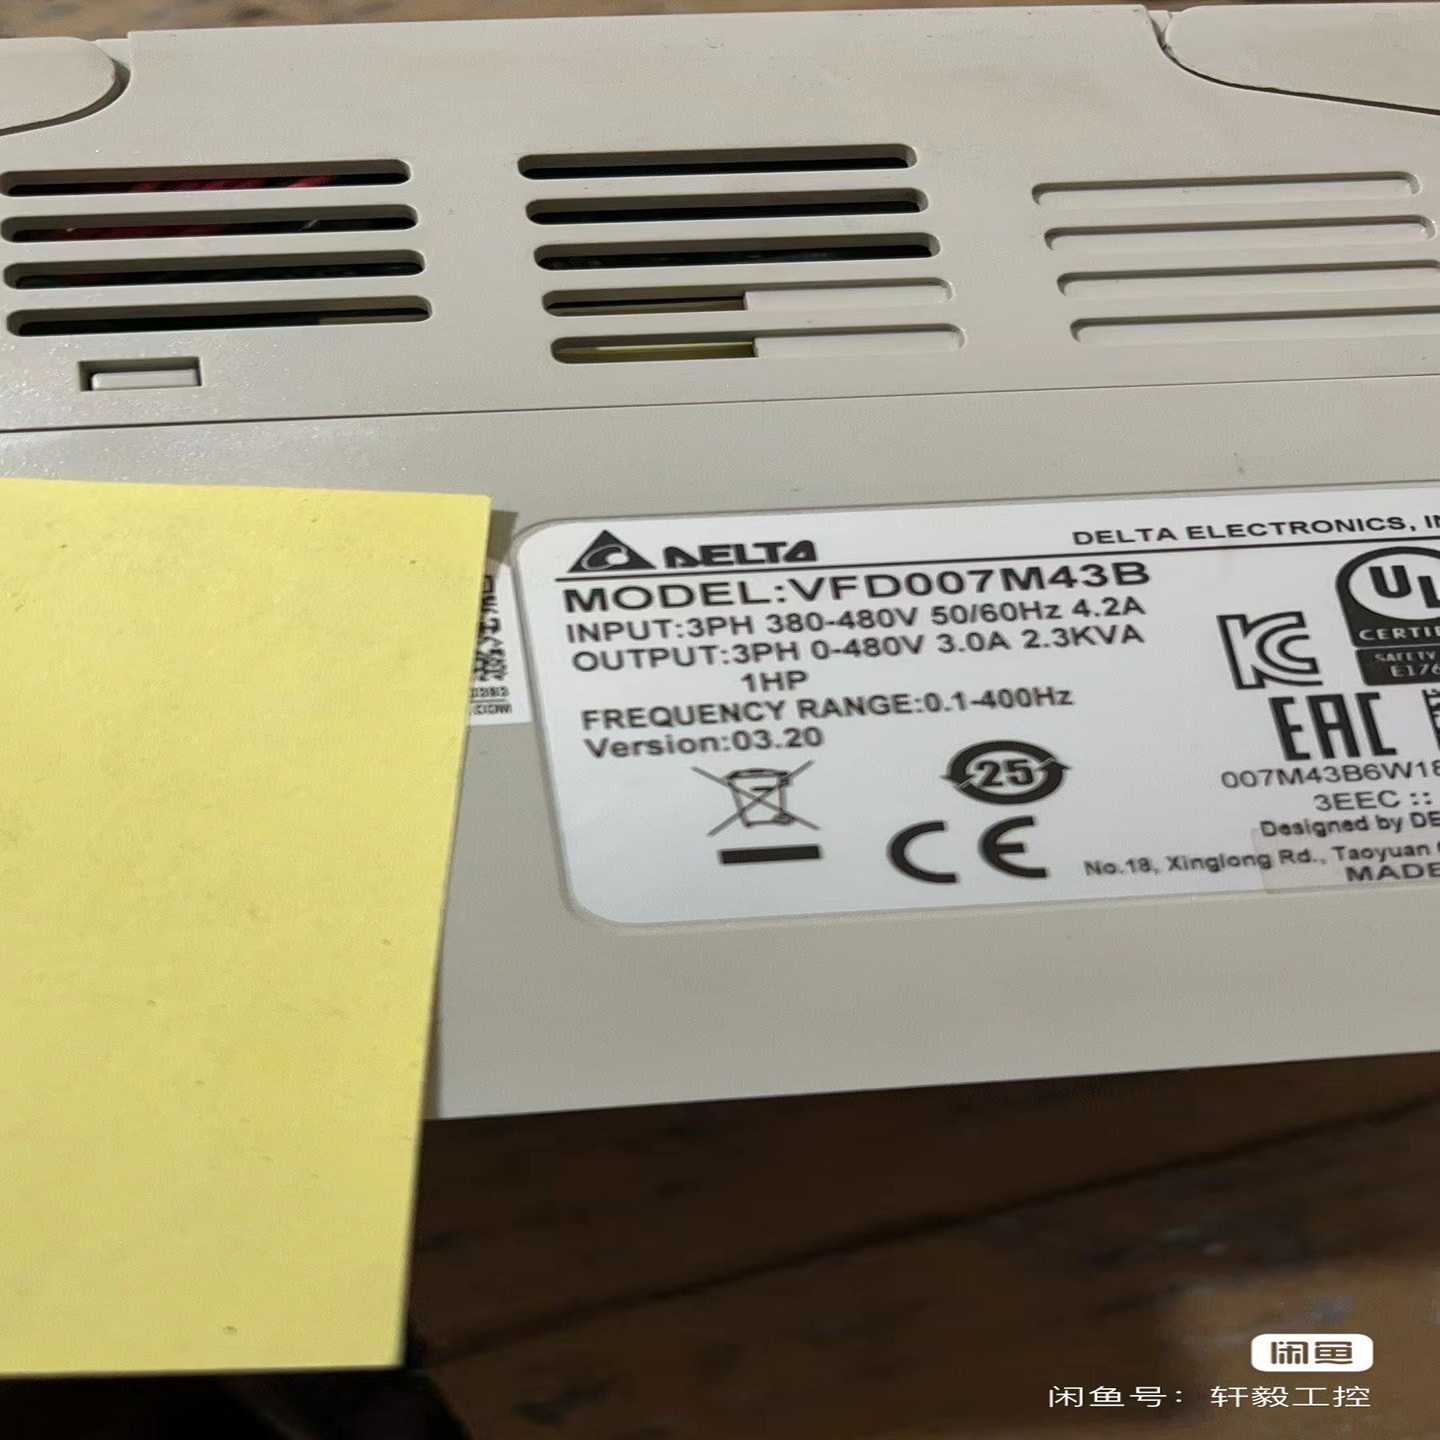 DELTA
DELTA ELECTRONICS,
MODEL:VFD007M43B
INPUT:3PH 380-480V 50/60Hz 4.2A
OUTPUT:3PH 0-480V 3.0A 2.3KVA
1HP
FREQUENCY RANGE:0.1-400Hz
Version:03.20
25
CE
KC
UL
EAC
007M43B6W18
3EEC ::
Designed by DE
No.18, Xinglong Rd., Taoyuan
MADE
闲鱼
闲鱼号：轩毅工控